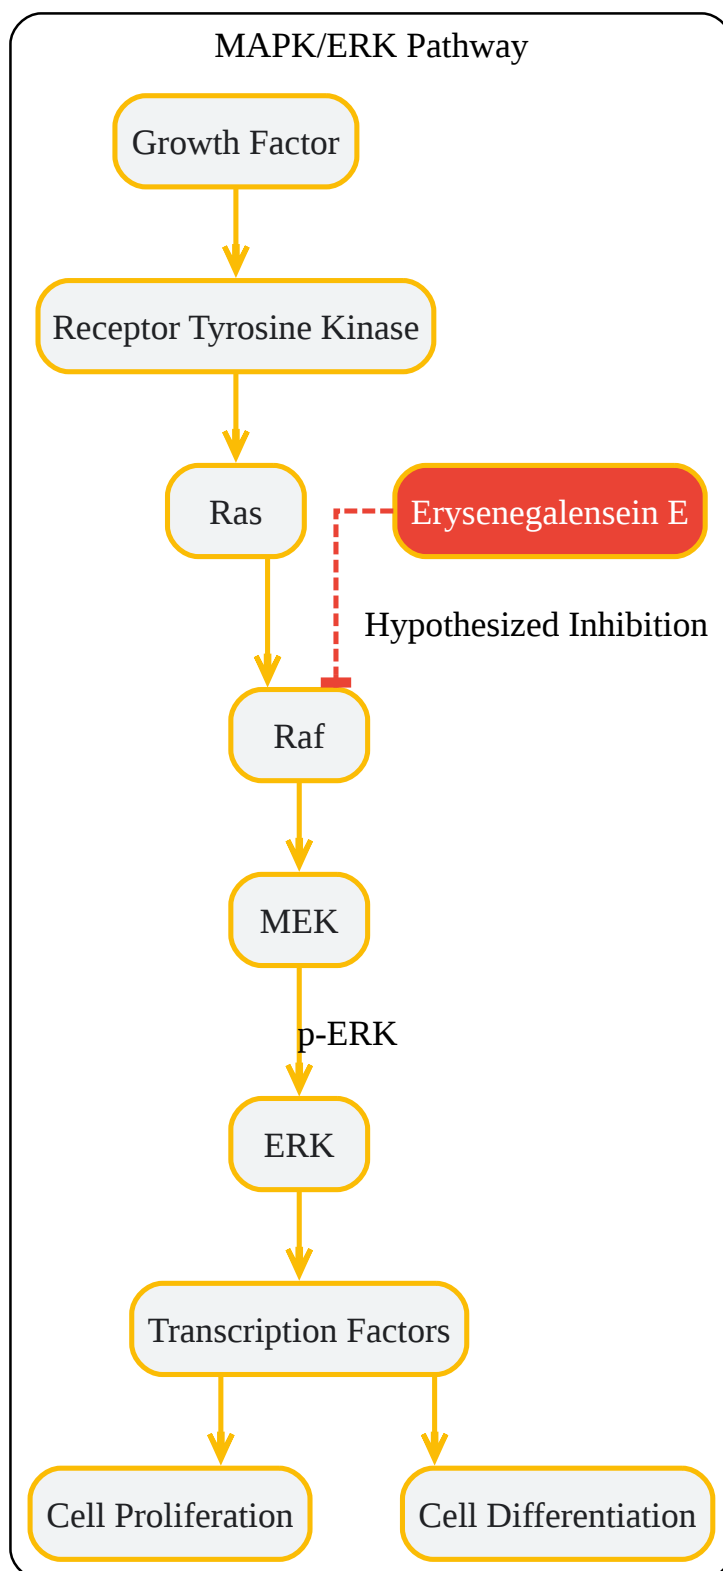 MAPK/ERK Pathway
Growth Factor
Receptor Tyrosine Kinase
Ras
Erysenegalensein E
Hypothesized Inhibition
Raf
MEK
p-ERK
ERK
Transcription Factors
Cell Proliferation
Cell Differentiation